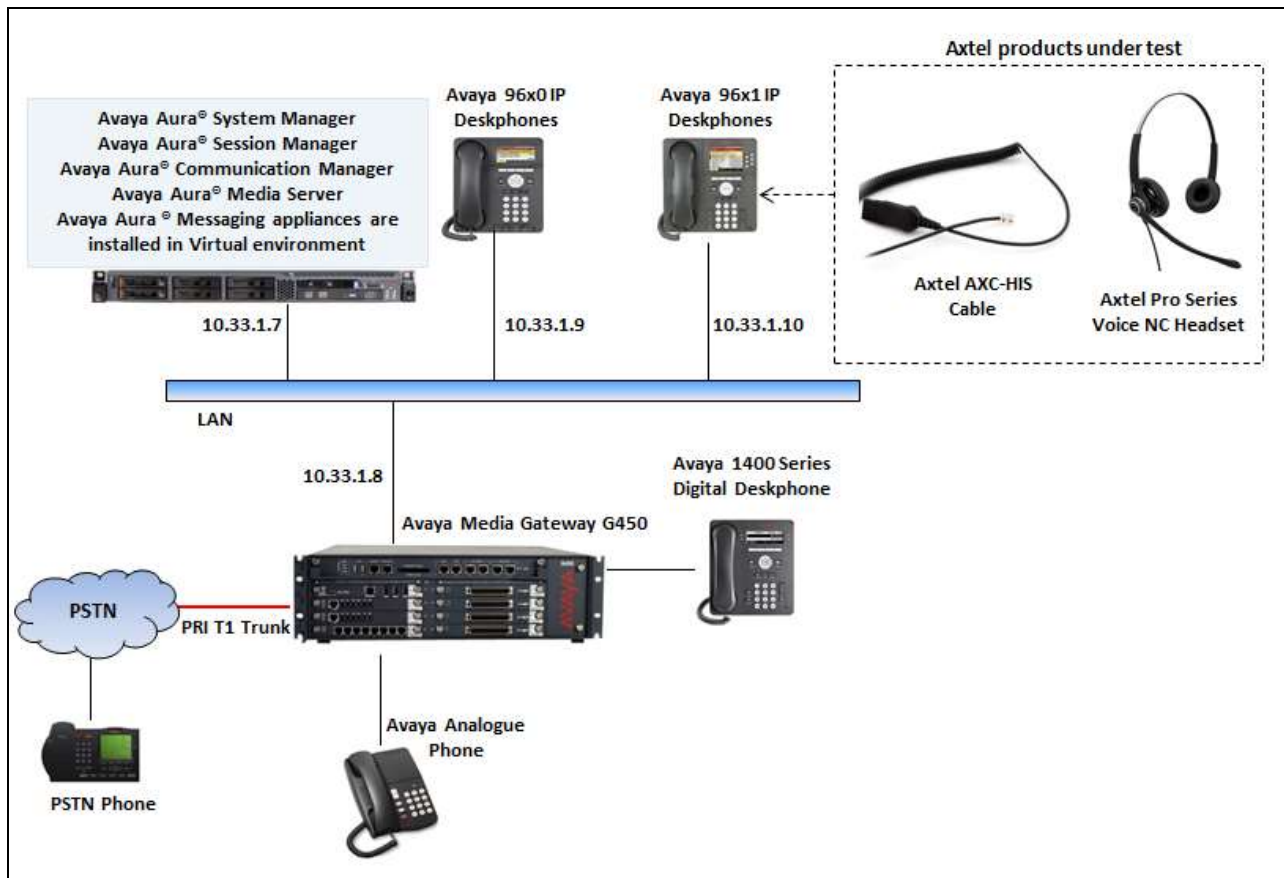 Axtel products under test
Avaya 96x0 IP
Deskphones
Avaya 96x1 IP
Deskphones
Avaya Aura® System Manager
Avaya Aura® Session Manager
Avaya Aura® Communication Manager
Avaya Aura® Media Server
Avaya Aura ® Messaging appliances are
installed in Virtual environment
Axtel AXC-HIS
Cable
Axtel Pro Series
Voice NC Headset
10.33.1.7
10.33.1.9
10.33.1.10
LAN
10.33.1.8
Avaya 1400 Series
Digital Deskphone
Avaya Media Gateway G450
AVAYA
PSTN
PRI T1 Trunk
Avaya Analogue
Phone
PSTN Phone